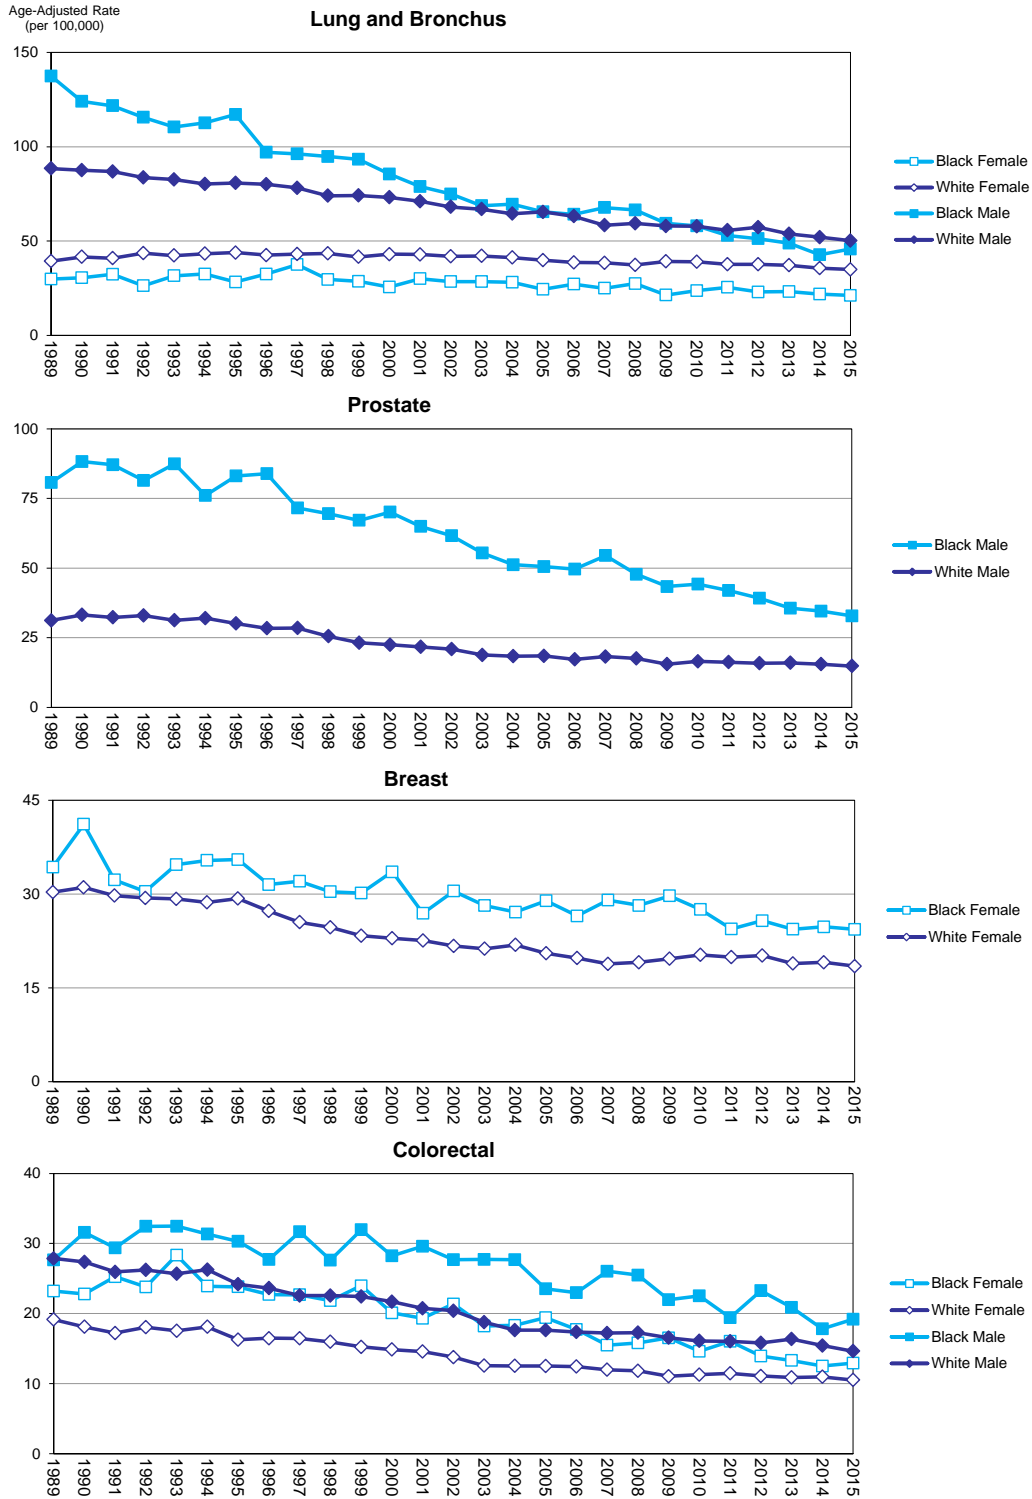 Age-Adjusted Rate
(per 100,000)
Lung and Bronchus
150
100
50
0
1989 1990 1991 1992 1993 1994 1995 1996 1997 1998 1999 2000 2001 2002 2003 2004 2005 2006 2007 2008 2009 2010 2011 2012 2013 2014 2015
Black Female
White Female
Black Male
White Male
Prostate
100
75
50
25
0
1989 1990 1991 1992 1993 1994 1995 1996 1997 1998 1999 2000 2001 2002 2003 2004 2005 2006 2007 2008 2009 2010 2011 2012 2013 2014 2015
Black Male
White Male
Breast
45
30
15
0
1989 1990 1991 1992 1993 1994 1995 1996 1997 1998 1999 2000 2001 2002 2003 2004 2005 2006 2007 2008 2009 2010 2011 2012 2013 2014 2015
Black Female
White Female
Colorectal
40
30
20
10
0
1989 1990 1991 1992 1993 1994 1995 1996 1997 1998 1999 2000 2001 2002 2003 2004 2005 2006 2007 2008 2009 2010 2011 2012 2013 2014 2015
Black Female
White Female
Black Male
White Male